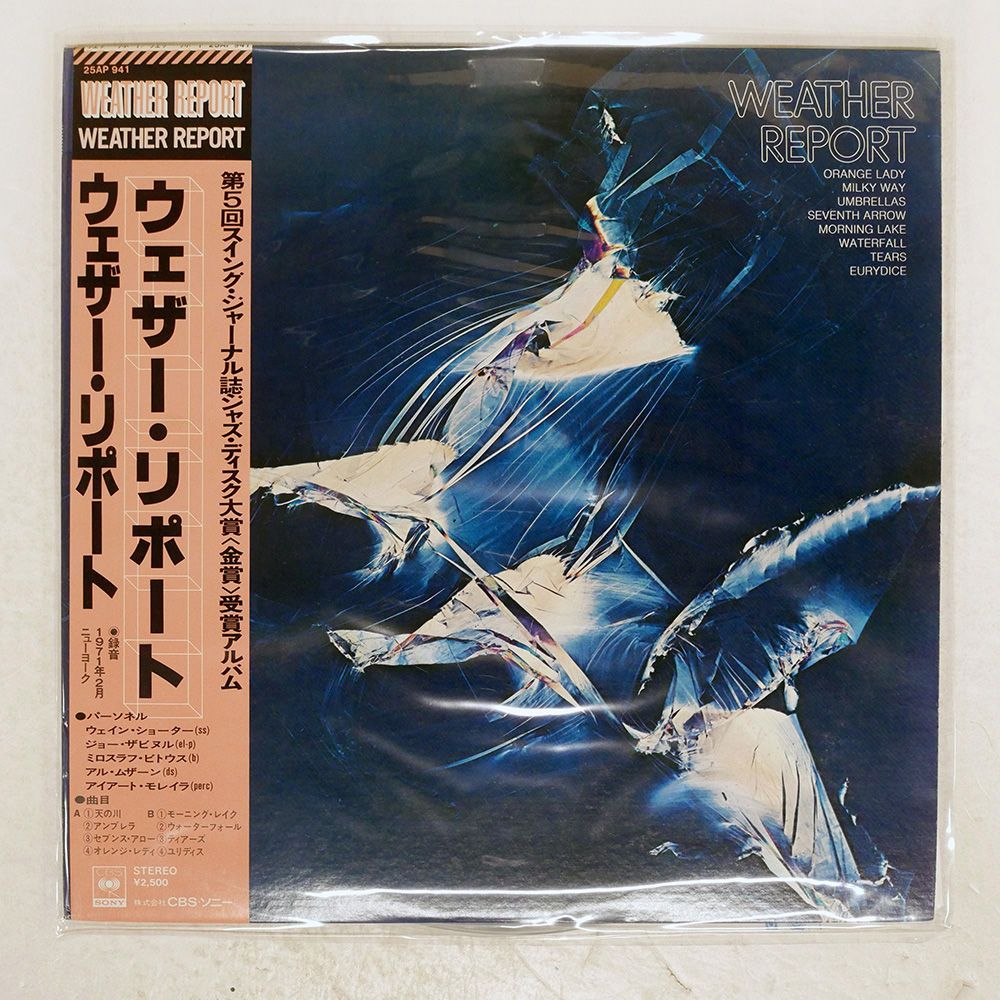 25AP 941
WEATHER REPORT
WEATHER REPORT
ウェザー・リポート
ウェザー・リポート
第5回スイング・ジャーナル誌ジャズ・ディスク大賞〈金賞〉受賞アルバム
●録音
1971年2月
ニューヨーク
●パーソネル
ウェイン・ショーター(ss)
ジョー・ザビヌル(el-p)
ミロスラフ・ビトウス(b)
アル・ムザーン(ds)
アイアート・モレイラ(perc)
●曲目
A ①天の川 B ①モーニング・レイク
②アンブレラ ②ウォーターフォール
③セブンス・アロー ③ティアーズ
④オレンジ・レディ ④ユリディス
CBS
SONY
STEREO
¥2,500
株式会社 CBS・ソニー
WEATHER
REPORT
ORANGE LADY
MILKY WAY
UMBRELLAS
SEVENTH ARROW
MORNING LAKE
WATERFALL
TEARS
EURYDICE